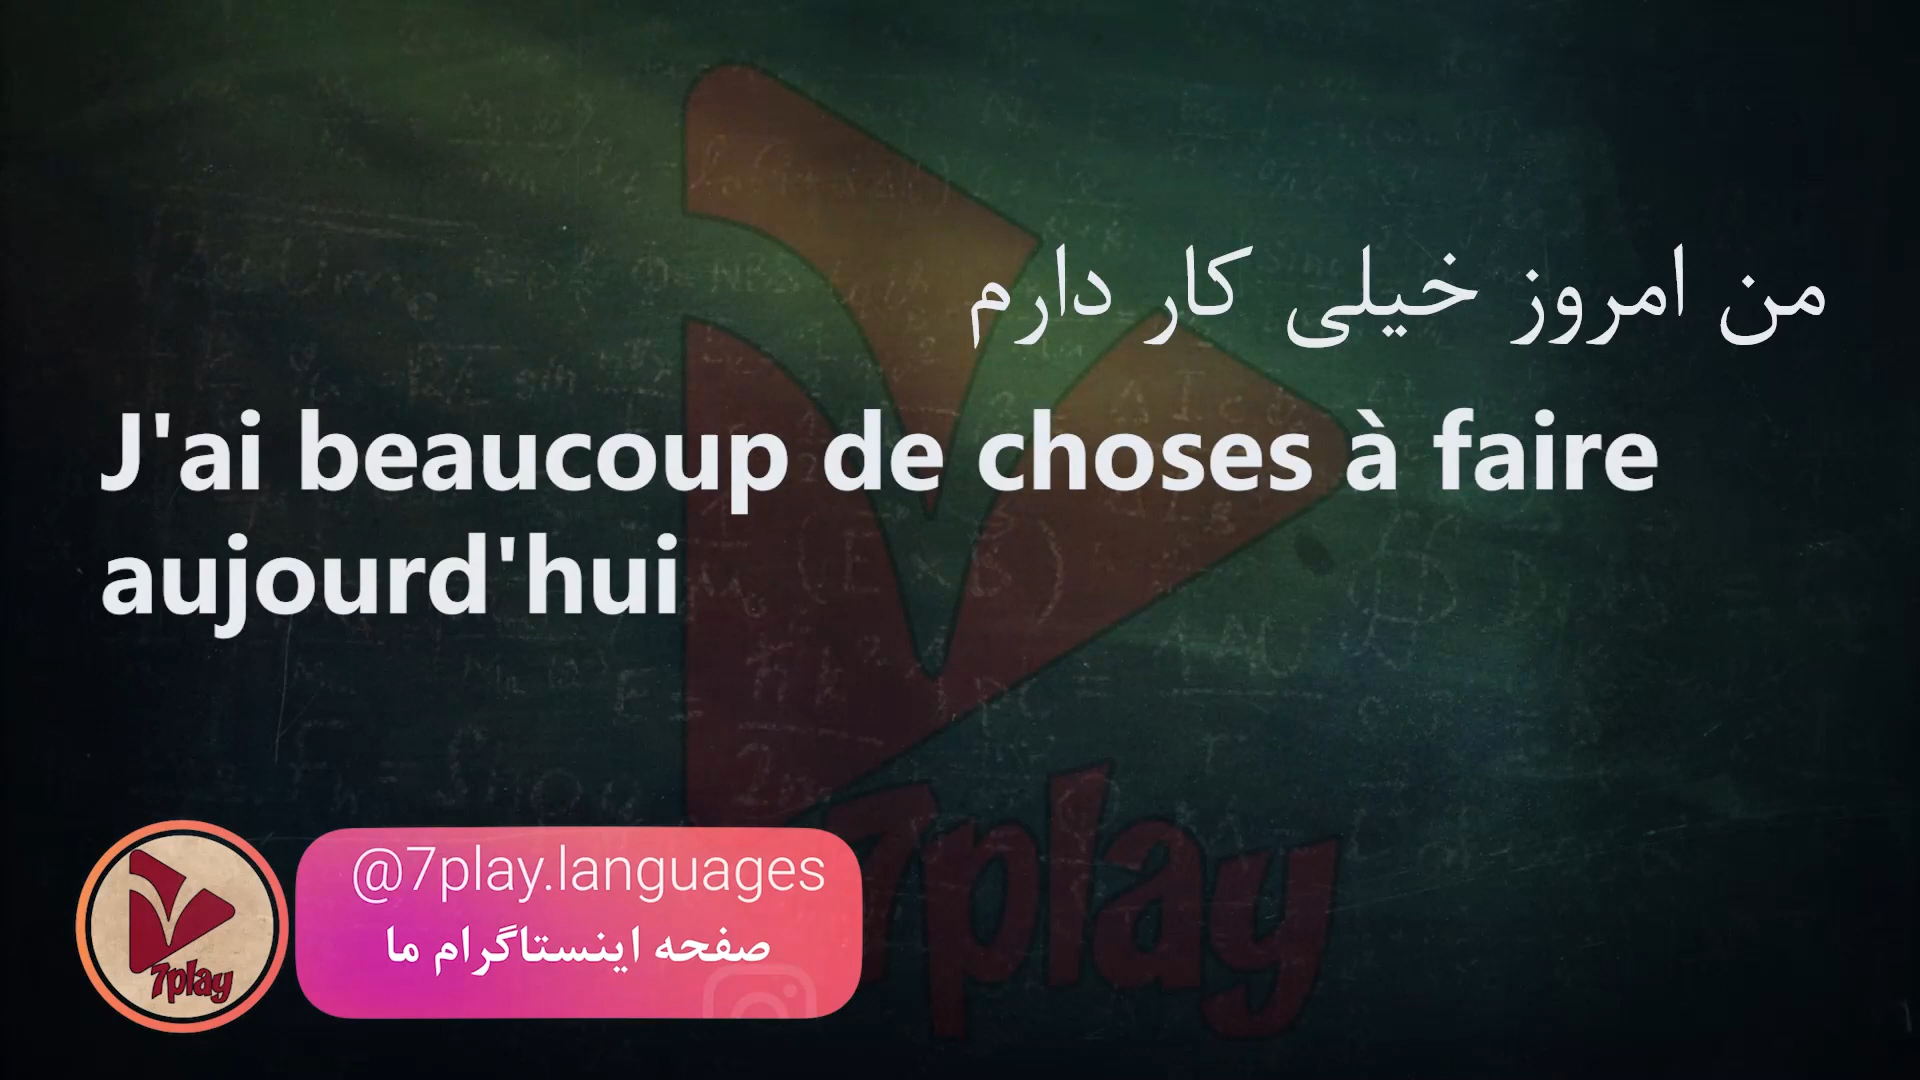 من امروز خیلی کار دارم
J'ai beaucoup de choses à faire
aujourd'hui
7play
@7play.languages
صفحه اینستاگرام ما
7play